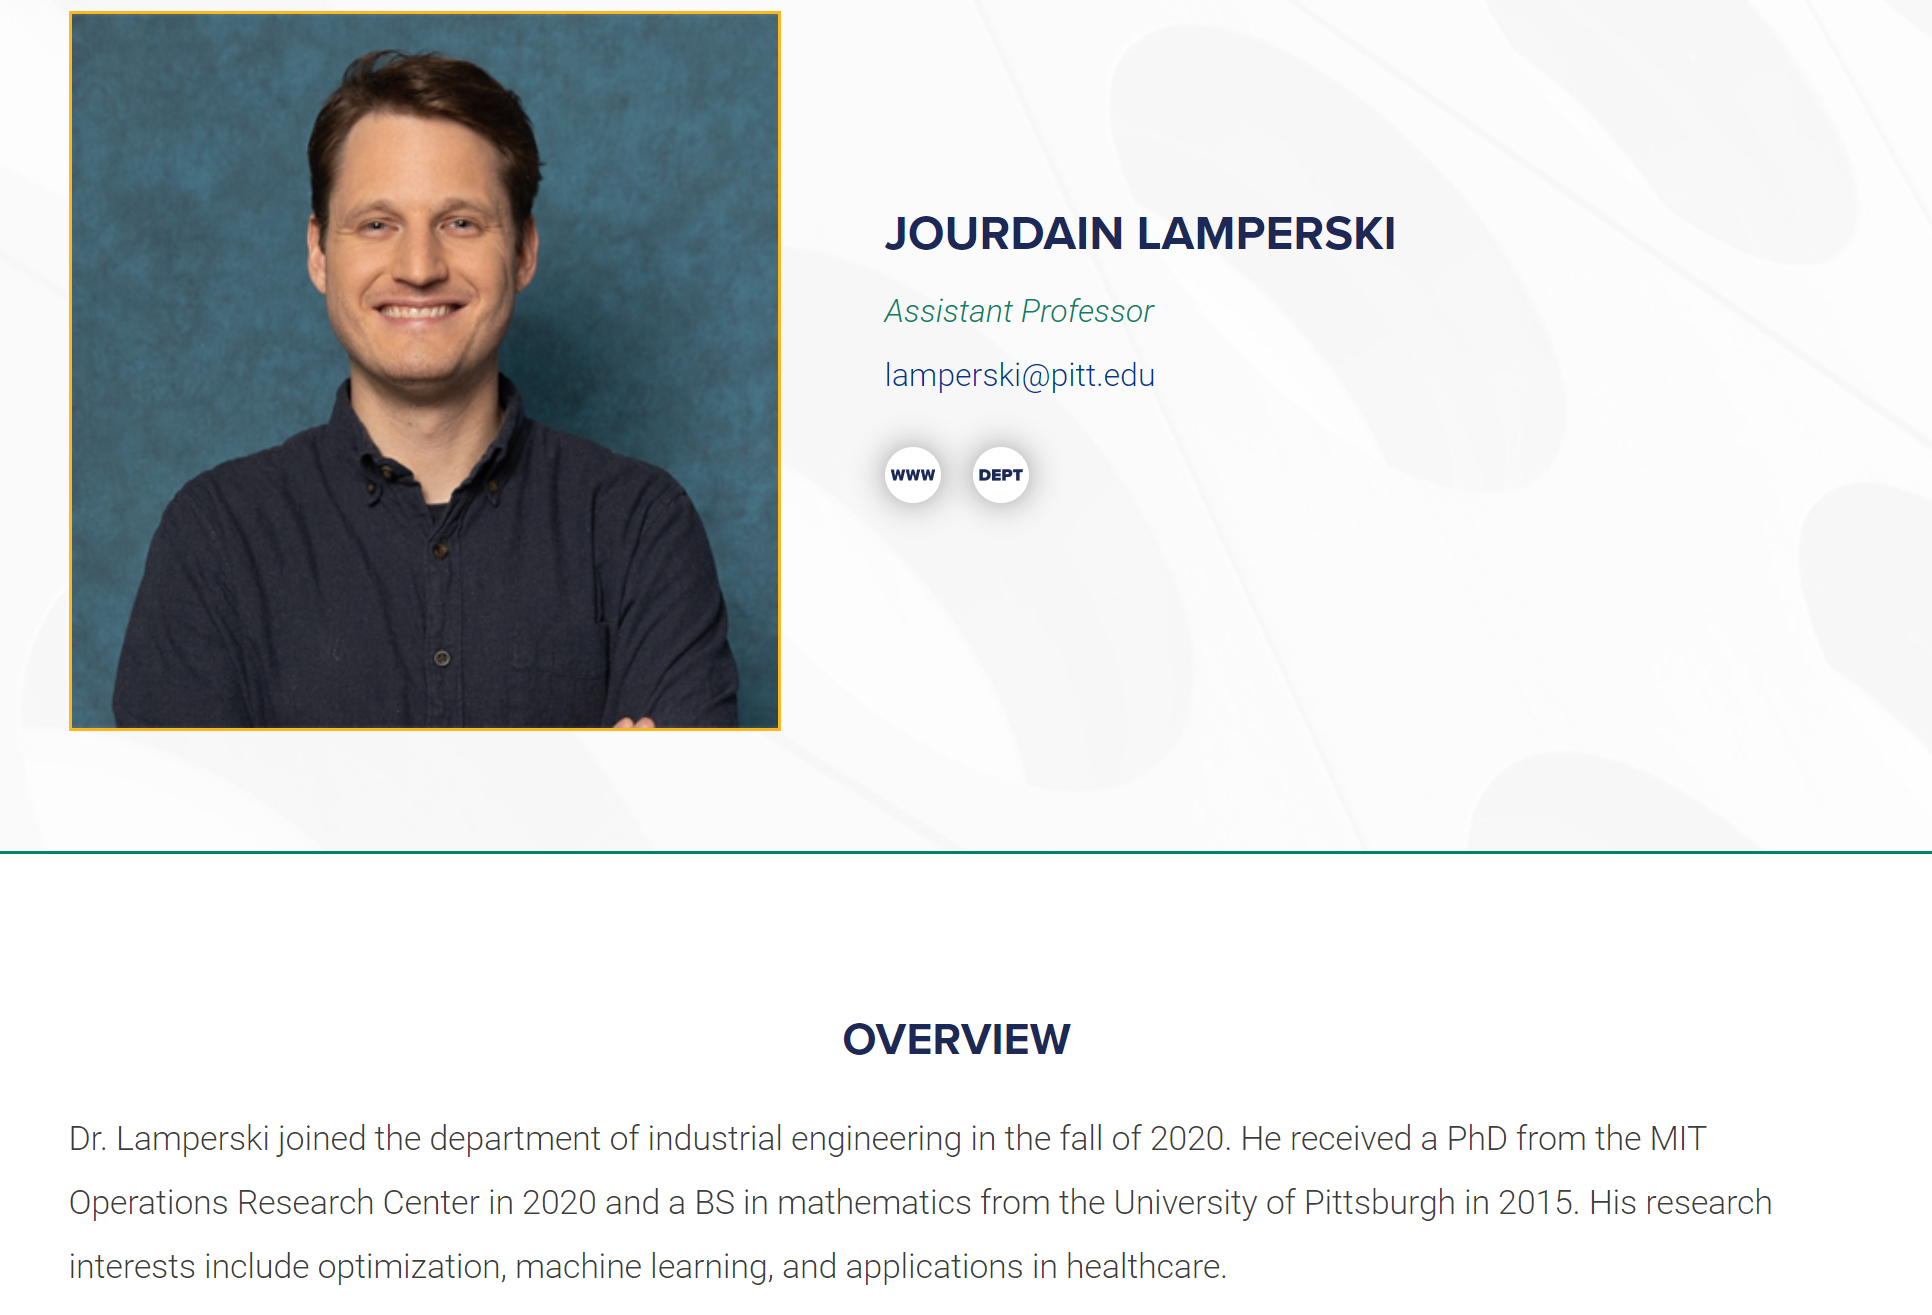 JOURDAIN LAMPERSKI
Assistant Professor
lamperski@pitt.edu
WWW DEPT
OVERVIEW
Dr. Lamperski joined the department of industrial engineering in the fall of 2020. He received a PhD from the MIT
Operations Research Center in 2020 and a BS in mathematics from the University of Pittsburgh in 2015. His research
interests include optimization, machine learning, and applications in healthcare.